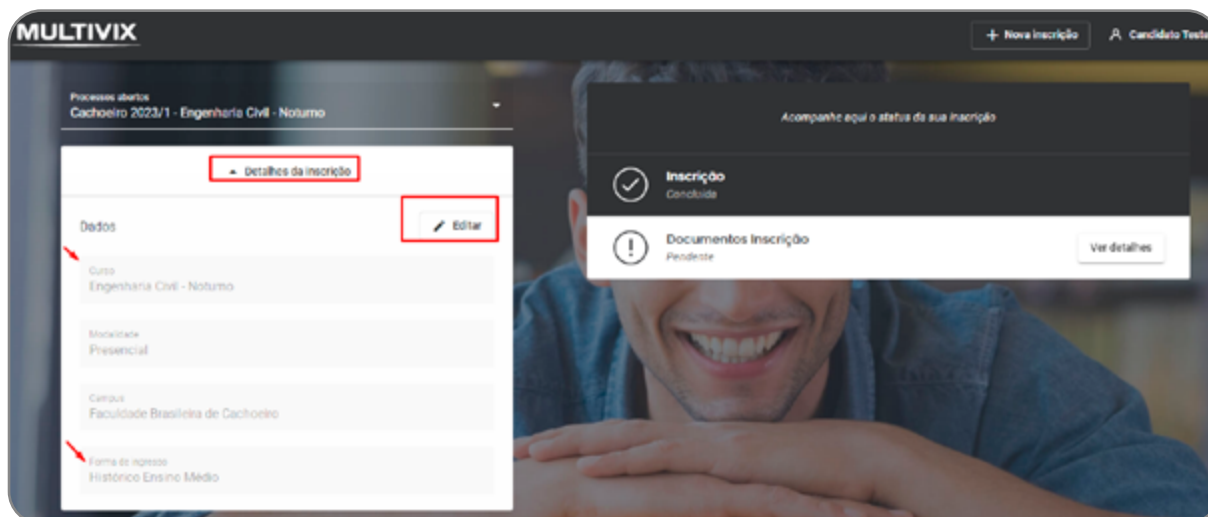 MULTIVIX
+ Nova inscrição
Candidato Teste
Processos abertos
Cachoeiro 2023/1 - Engenharia Civil - Noturno
Detalhes da inscrição
Dados
Editar
Curso
Engenharia Civil - Noturno
Modalidade
Presencial
Campus
Faculdade Brasileira de Cachoeiro
Forma de ingresso
Histórico Ensino Médio
Acompanhe aqui o status da sua inscrição
Inscrição
Concluída
Documentos Inscrição
Pendente
Ver detalhes